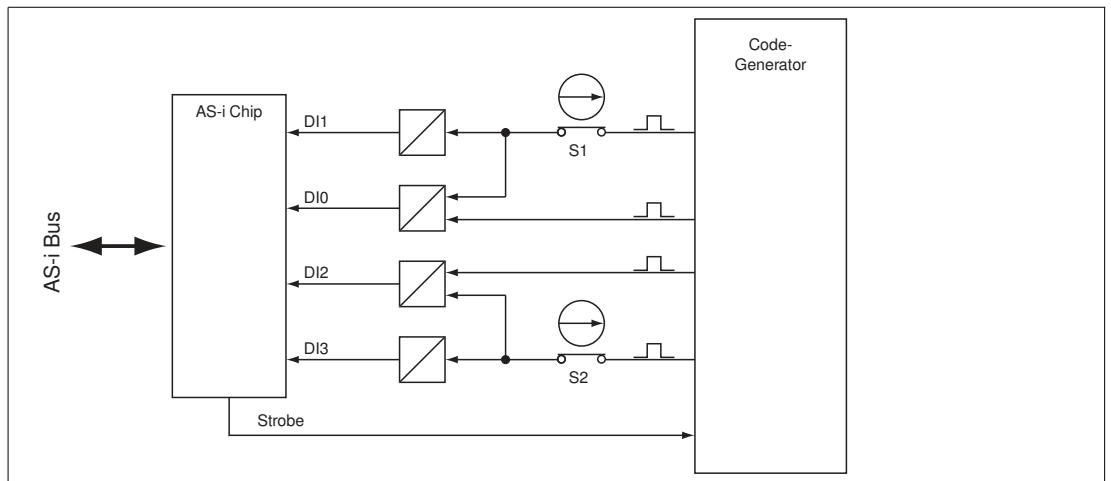 Code-
Generator
AS-i Chip
DI1
S1
DI0
AS-i Bus
DI2
DI3
S2
Strobe